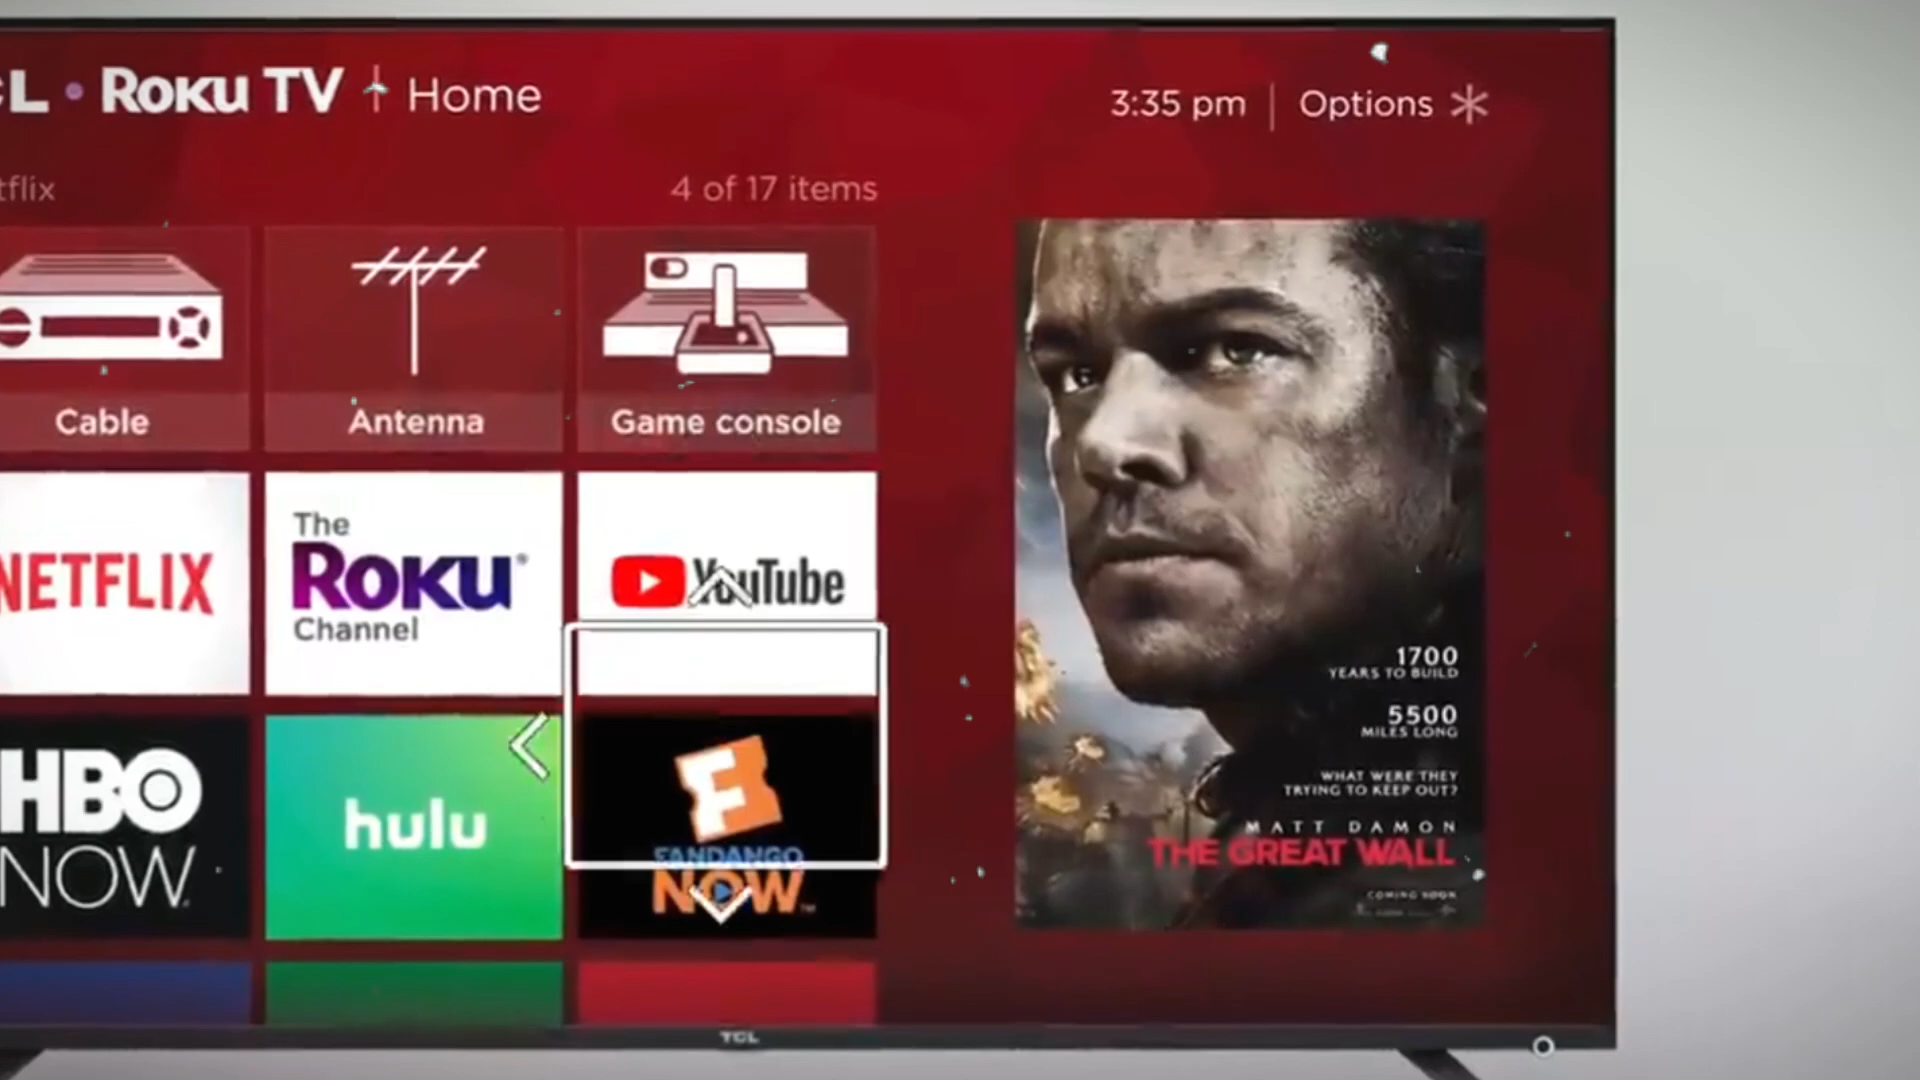 CL • Roku TV | Home
3:35 pm | Options
tflix
4 of 17 items
Cable
Antenna
Game console
NETFLIX
The
Roku
Channel
YouTube
HBO
NOW
hulu
FANDANGO
NOW
1700
YEARS TO BUILD
5500
MILES LONG
WHAT WERE THEY
TRYING TO KEEP OUT?
MATT DAMON
THE GREAT WALL
COMING SOON
TCL